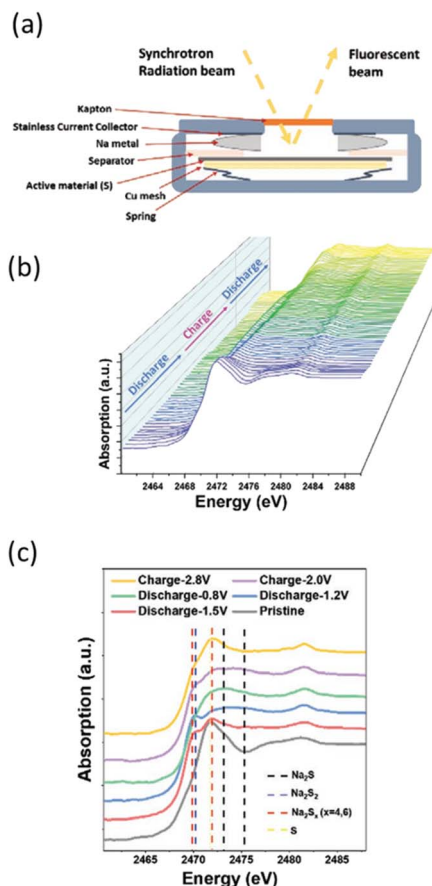 (a)
Synchrotron
Radiation beam
Fluorescent
beam
Kapton
Stainless Current Collector
Na metal
Separator
Active material (S)
Cu mesh
Spring
(b)
Discharge
Charge
Discharge
Absorption (a.u.)
2464 2468 2472 2476 2480 2484 2488
Energy (eV)
(c)
Charge-2.8V Charge-2.0V
Discharge-0.8V Discharge-1.2V
Discharge-1.5V Pristine
Absorption (a.u.)
Na₂S
Na₂S₂
Na₂Sₓ (x=4,6)
S
2465 2470 2475 2480 2485
Energy (eV)